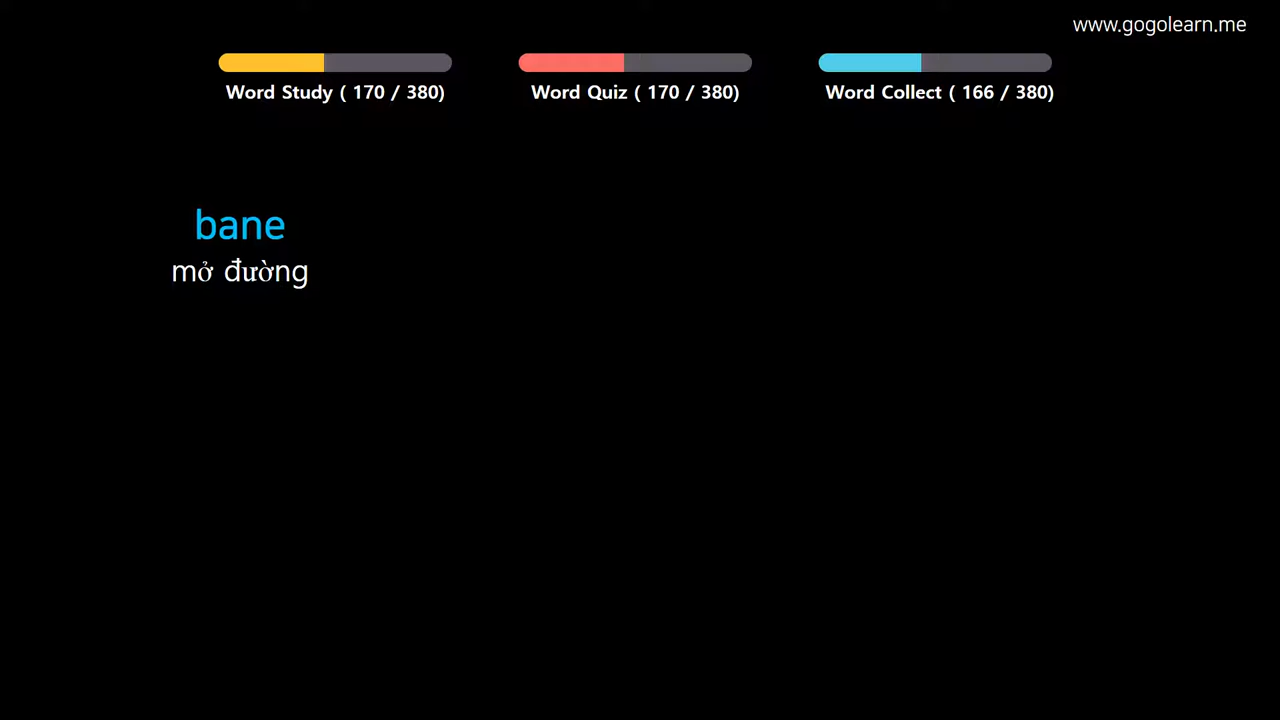 www.gogolearn.me
Word Study ( 170 / 380)
Word Quiz ( 170 / 380)
Word Collect ( 166 / 380)
bane
mở đường